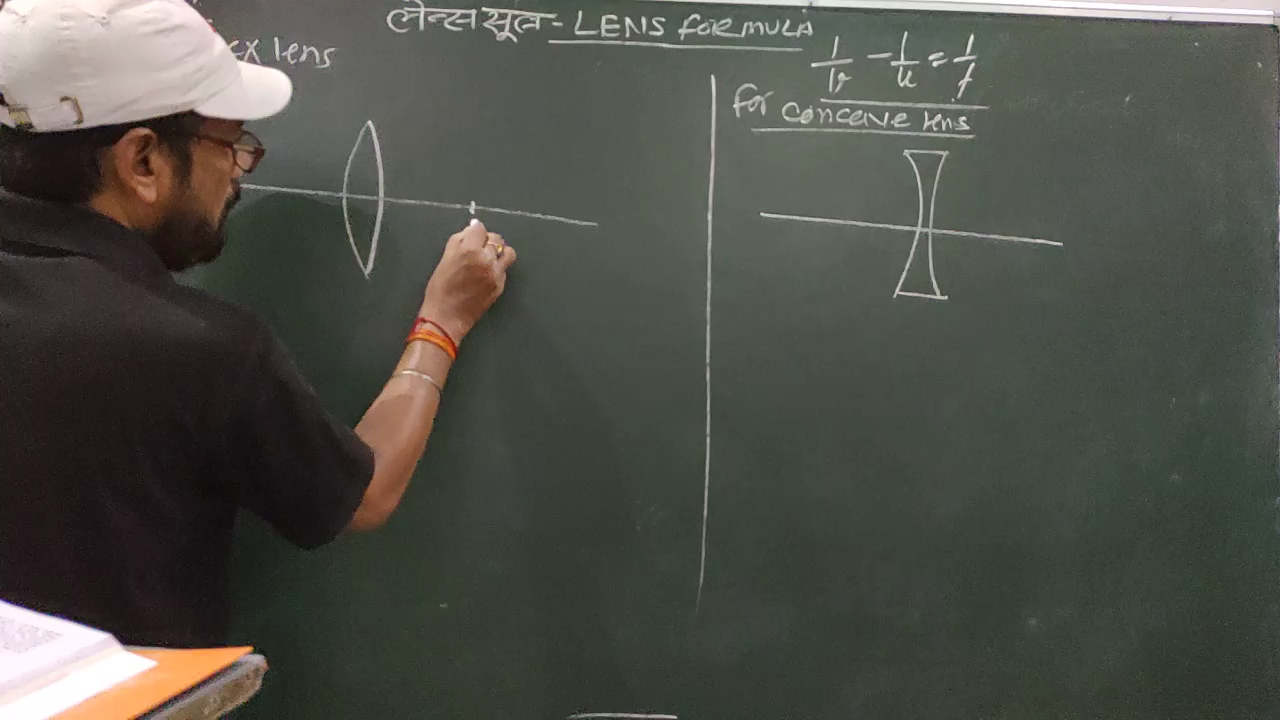 लेन्स सूत्र - LENS FORMULA
ex lens
1/v - 1/u = 1/f
For concave lens